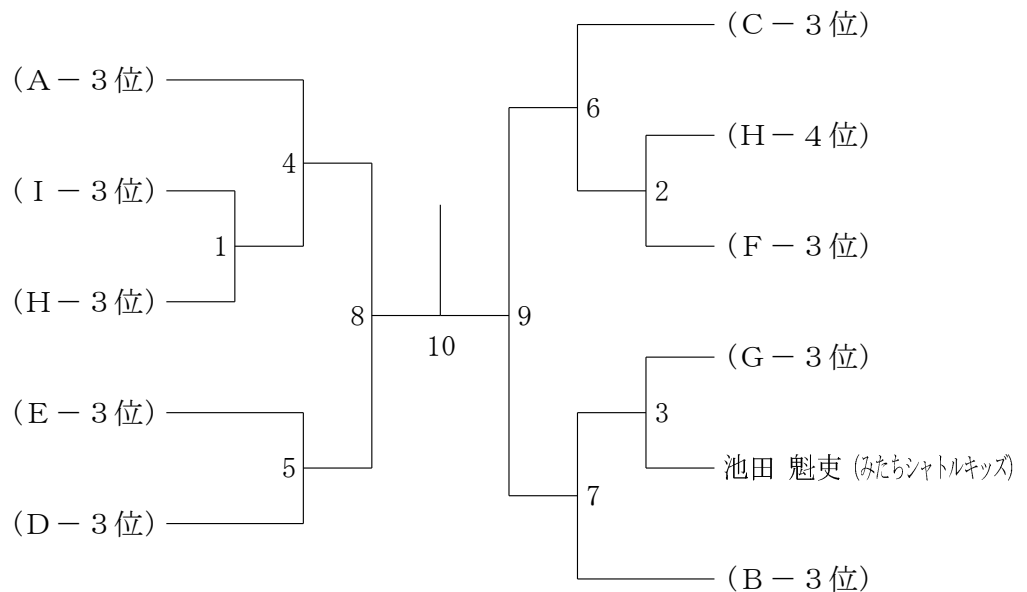 (A－３位)
(I－３位)
(H－３位)
(E－３位)
(D－３位)
4
1
8
5
10
(C－３位)
(H－４位)
(F－３位)
(G－３位)
池田 魁吏 (みたちシャトルキッズ)
(B－３位)
6
2
9
3
7